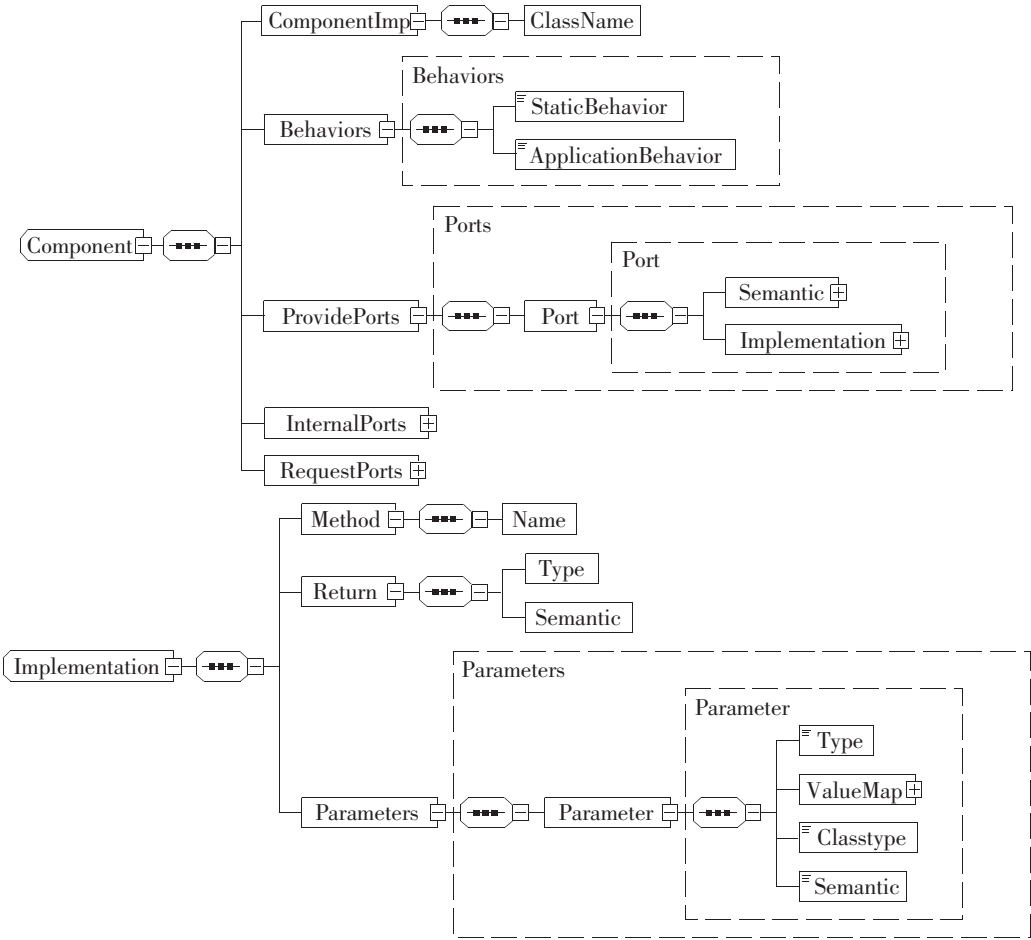 ComponentImp
ClassName
Behaviors
Behaviors
StaticBehavior
ApplicationBehavior
Component
Ports
Port
ProvidePorts
Port
Semantic
Implementation
InternalPorts
RequestPorts
Method
Name
Return
Type
Semantic
Implementation
Parameters
Parameter
Parameters
Parameter
Type
ValueMap
Classtype
Semantic